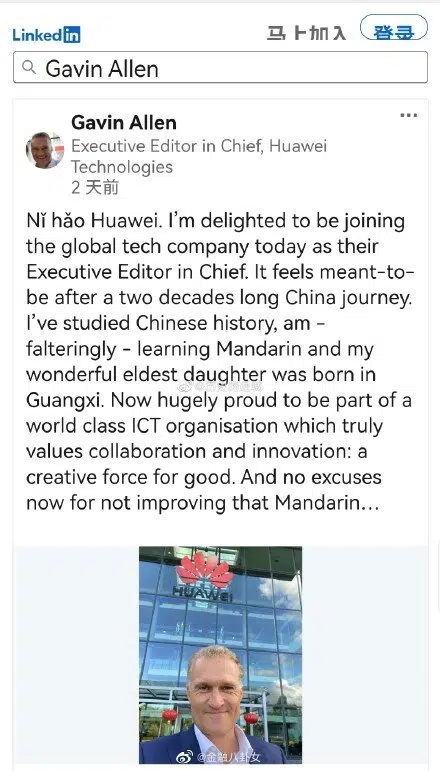 LinkedIn
马上加入
登录
Gavin Allen
Gavin Allen
...
Executive Editor in Chief, Huawei
Technologies
2 天前
Nǐ hǎo Huawei. I’m delighted to be joining
the global tech company today as their
Executive Editor in Chief. It feels meant-to-
be after a two decades long China journey.
I’ve studied Chinese history, am -
falteringly - learning Mandarin and my
wonderful eldest daughter was born in
Guangxi. Now hugely proud to be part of a
world class ICT organisation which truly
values collaboration and innovation: a
creative force for good. And no excuses
now for not improving that Mandarin...
HUAWEI
@金融八卦女